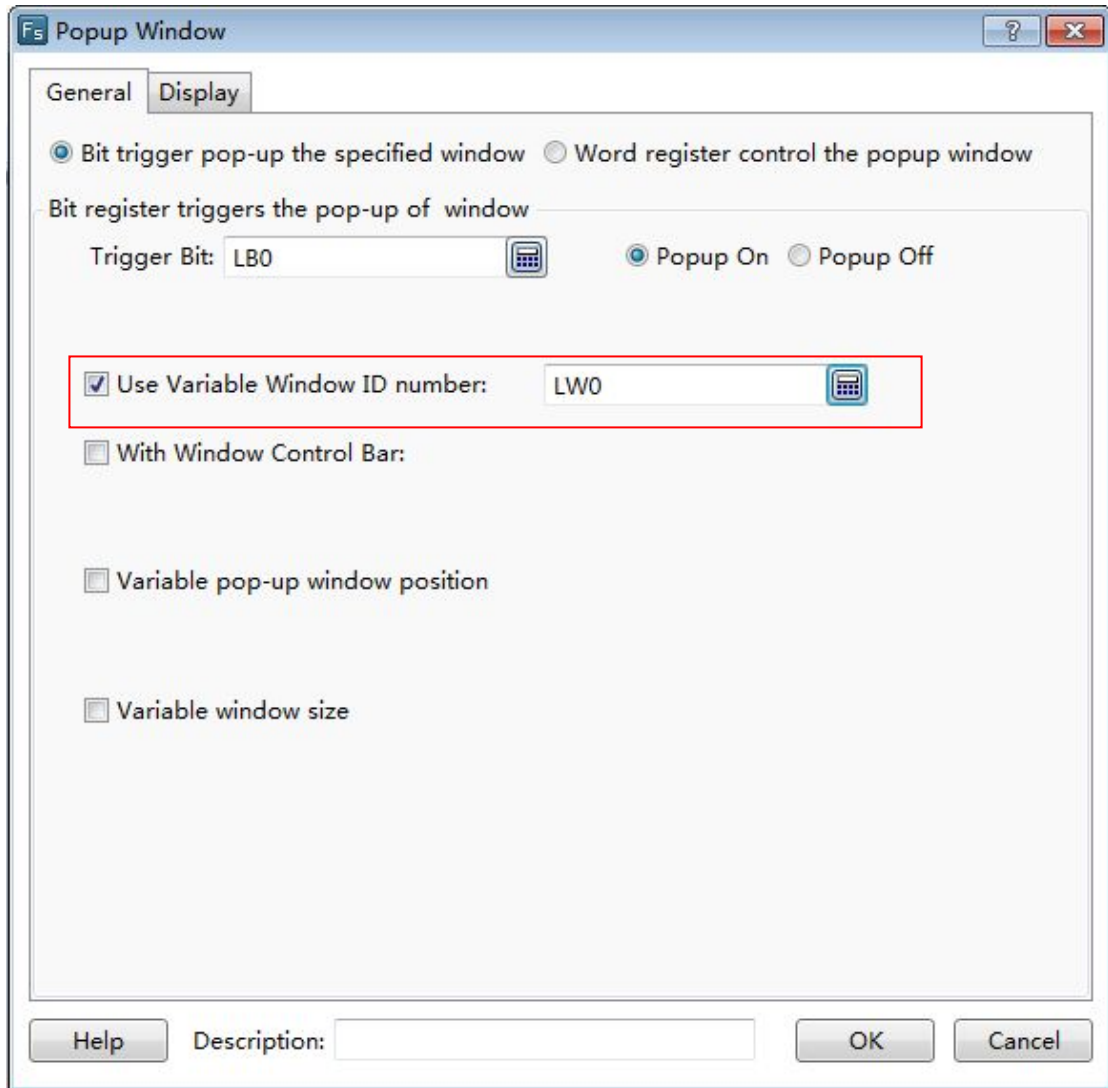 Fs Popup Window
General Display
Bit trigger pop-up the specified window Word register control the popup window
Bit register triggers the pop-up of window
Trigger Bit: LB0 Popup On Popup Off
Use Variable Window ID number: LW0
With Window Control Bar:
Variable pop-up window position
Variable window size
Help Description: OK Cancel